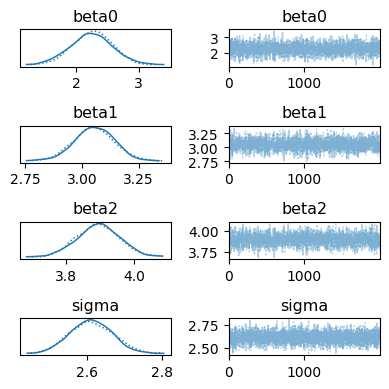 beta0 beta0
3
2
2 3 0 1000
beta1 beta1
3.25
3.00
2.75
2.75 3.00 3.25 0 1000
beta2 beta2
4.00
3.75
3.8 4.0 0 1000
sigma sigma
2.75
2.50
2.6 2.8 0 1000